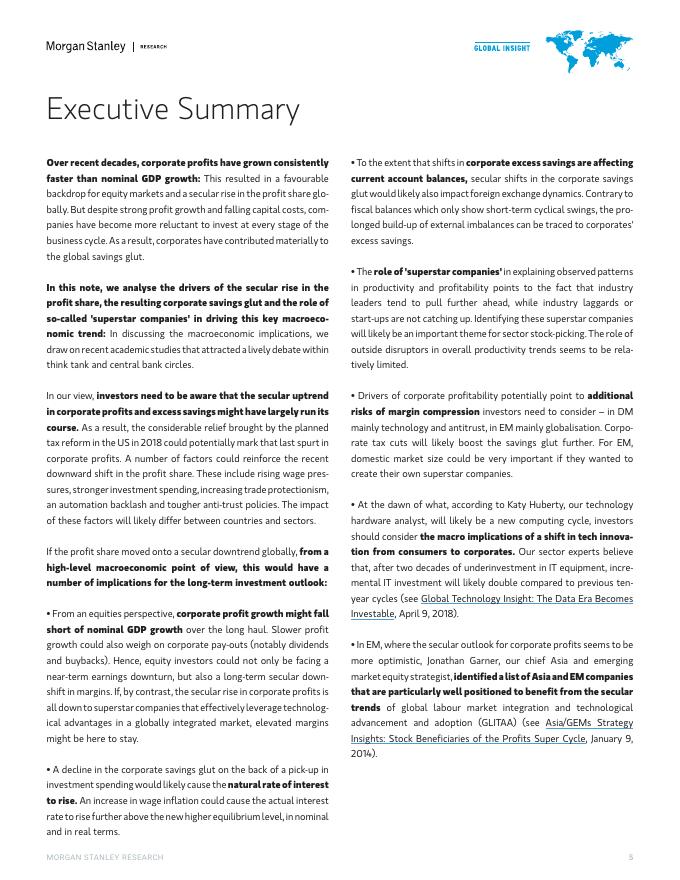 Morgan Stanley | RESEARCH
GLOBAL INSIGHT
Executive Summary
Over recent decades, corporate profits have grown consistently
faster than nominal GDP growth: This resulted in a favourable
backdrop for equity markets and a secular rise in the profit share glo-
bally. But despite strong profit growth and falling capital costs, com-
panies have become more reluctant to invest at every stage of the
business cycle. As a result, corporates have contributed materially to
the global savings glut.
In this note, we analyse the drivers of the secular rise in the
profit share, the resulting corporate savings glut and the role of
so-called 'superstar companies' in driving this key macroeco-
nomic trend: In discussing the macroeconomic implications, we
draw on recent academic studies that attracted a lively debate within
think tank and central bank circles.
In our view, investors need to be aware that the secular uptrend
in corporate profits and excess savings might have largely run its
course. As a result, the considerable relief brought by the planned
tax reform in the US in 2018 could potentially mark that last spurt in
corporate profits. A number of factors could reinforce the recent
downward shift in the profit share. These include rising wage pres-
sures, stronger investment spending, increasing trade protectionism,
an automation backlash and tougher anti-trust policies. The impact
of these factors will likely differ between countries and sectors.
If the profit share moved onto a secular downtrend globally, from a
high-level macroeconomic point of view, this would have a
number of implications for the long-term investment outlook:
• From an equities perspective, corporate profit growth might fall
short of nominal GDP growth over the long haul. Slower profit
growth could also weigh on corporate pay-outs (notably dividends
and buybacks). Hence, equity investors could not only be facing a
near-term earnings downturn, but also a long-term secular down-
shift in margins. If, by contrast, the secular rise in corporate profits is
all down to superstar companies that effectively leverage technolog-
ical advantages in a globally integrated market, elevated margins
might be here to stay.
• A decline in the corporate savings glut on the back of a pick-up in
investment spending would likely cause the natural rate of interest
to rise. An increase in wage inflation could cause the actual interest
rate to rise further above the new higher equilibrium level, in nominal
and in real terms.
• To the extent that shifts in corporate excess savings are affecting
current account balances, secular shifts in the corporate savings
glut would likely also impact foreign exchange dynamics. Contrary to
fiscal balances which only show short-term cyclical swings, the pro-
longed build-up of external imbalances can be traced to corporates'
excess savings.
• The role of 'superstar companies' in explaining observed patterns
in productivity and profitability points to the fact that industry
leaders tend to pull further ahead, while industry laggards or
start-ups are not catching up. Identifying these superstar companies
will likely be an important theme for sector stock-picking. The role of
outside disruptors in overall productivity trends seems to be rela-
tively limited.
• Drivers of corporate profitability potentially point to additional
risks of margin compression investors need to consider – in DM
mainly technology and antitrust, in EM mainly globalisation. Corpo-
rate tax cuts will likely boost the savings glut further. For EM,
domestic market size could be very important if they wanted to
create their own superstar companies.
• At the dawn of what, according to Katy Huberty, our technology
hardware analyst, will likely be a new computing cycle, investors
should consider the macro implications of a shift in tech innova-
tion from consumers to corporates. Our sector experts believe
that, after two decades of underinvestment in IT equipment, incre-
mental IT investment will likely double compared to previous ten-
year cycles (see Global Technology Insight: The Data Era Becomes
Investable, April 9, 2018).
• In EM, where the secular outlook for corporate profits seems to be
more optimistic, Jonathan Garner, our chief Asia and emerging
market equity strategist, identified a list of Asia and EM companies
that are particularly well positioned to benefit from the secular
trends of global labour market integration and technological
advancement and adoption (GLITAA) (see Asia/GEMs Strategy
Insights: Stock Beneficiaries of the Profits Super Cycle, January 9,
2014).
MORGAN STANLEY RESEARCH
5